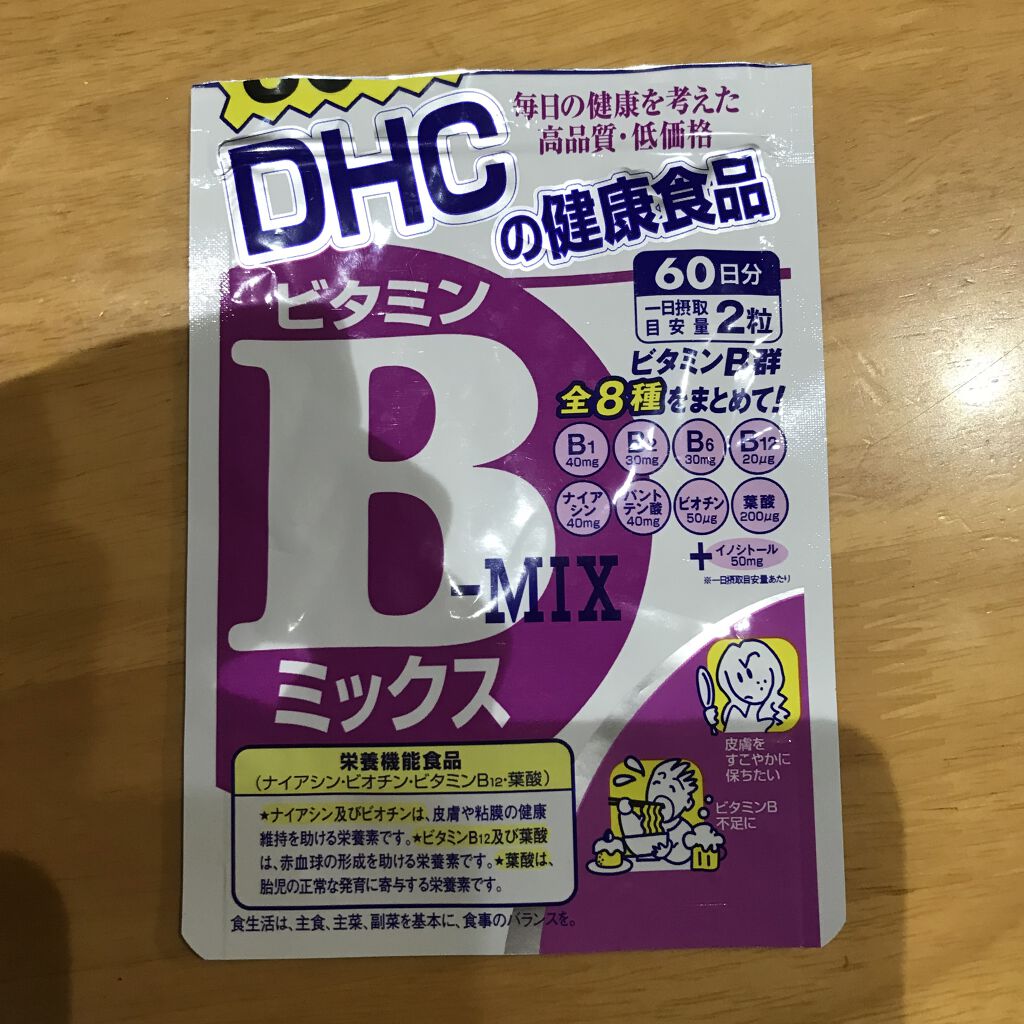 毎日の健康を考えた
高品質・低価格
DHC
の健康食品
60日分
一日摂取
目安量 2粒
ビタミン
B
-MIX
ミックス
ビタミンB群
全8種をまとめて!
B1 40mg
B2 30mg
B6 30mg
B12 20μg
ナイアシン 40mg
パントテン酸 40mg
ビオチン 50μg
葉酸 200μg
+イノシトール 50mg
※一日摂取目安量あたり
皮膚を
すこやかに
保ちたい
ビタミンB
不足に
栄養機能食品
(ナイアシン・ビオチン・ビタミンB12・葉酸)
★ナイアシン及びビオチンは、皮膚や粘膜の健康
維持を助ける栄養素です。★ビタミンB12及び葉酸
は、赤血球の形成を助ける栄養素です。★葉酸は、
胎児の正常な発育に寄与する栄養素です。
食生活は、主食、主菜、副菜を基本に、食事のバランスを。